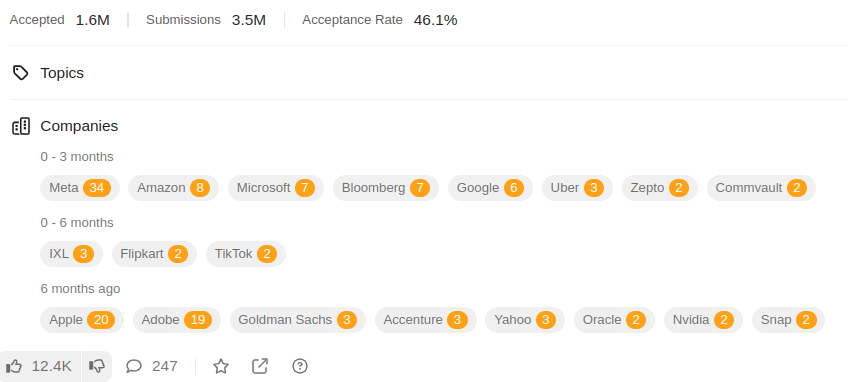 Accepted 1.6M Submissions 3.5M Acceptance Rate 46.1%
Topics
Companies
0 - 3 months
Meta 34 Amazon 8 Microsoft 7 Bloomberg 7 Google 6 Uber 3 Zepto 2 Commvault 2
0 - 6 months
IXL 3 Flipkart 2 TikTok 2
6 months ago
Apple 20 Adobe 19 Goldman Sachs 3 Accenture 3 Yahoo 3 Oracle 2 Nvidia 2 Snap 2
12.4K 247